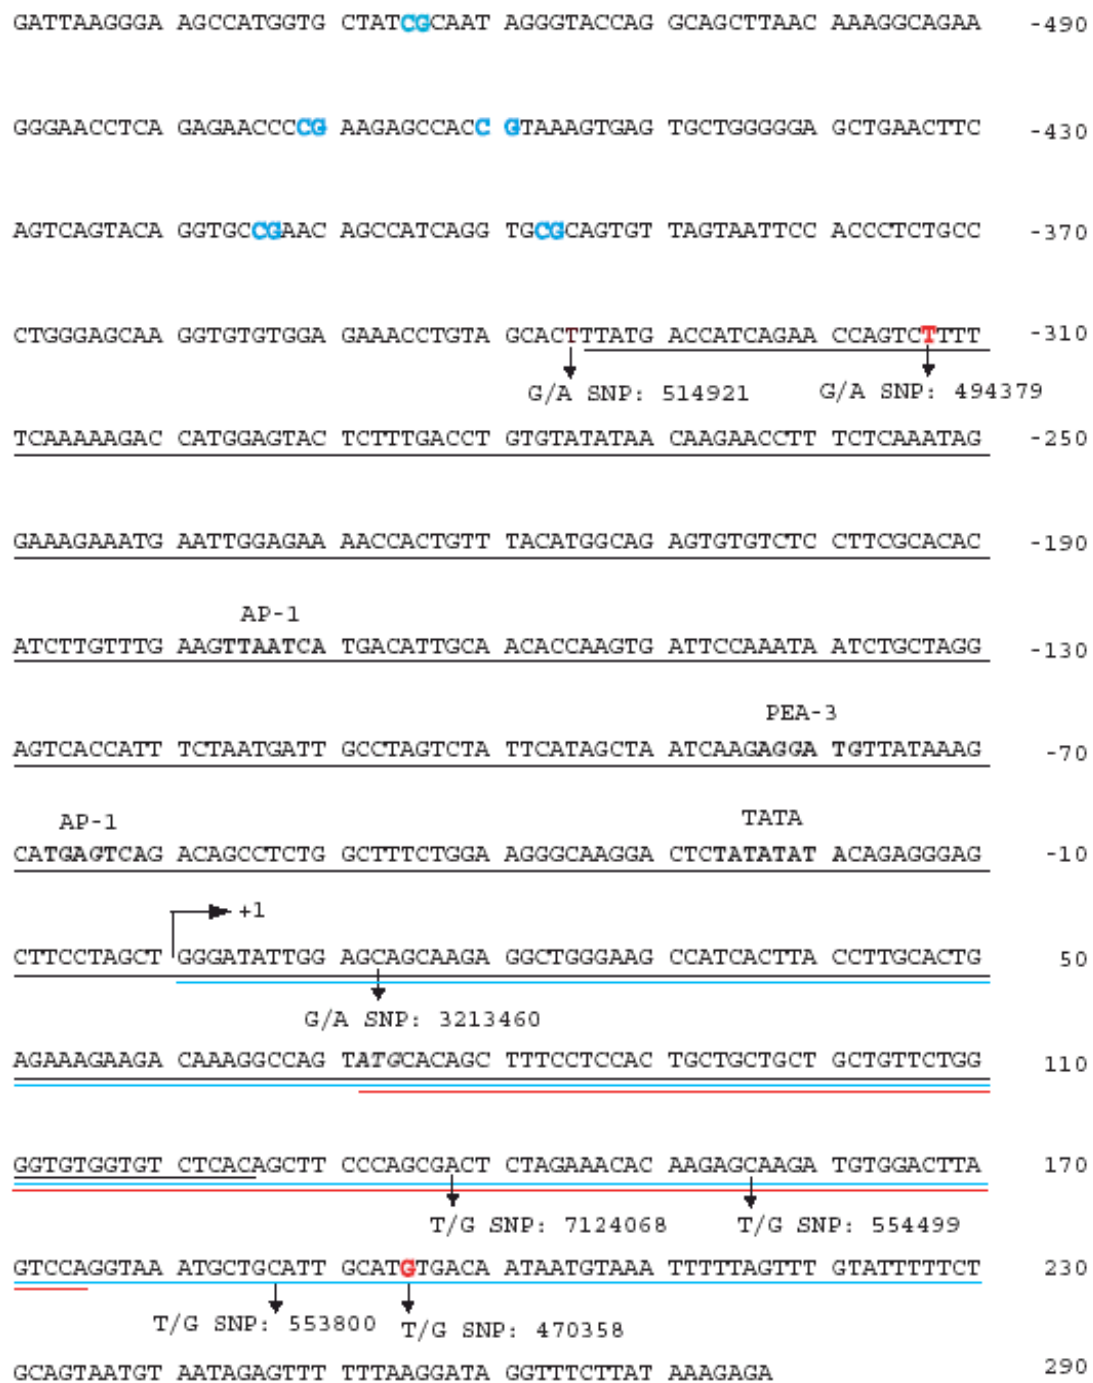 GATTAAGGGA AGCCATGGTG CTATCGCAAT AGGGTACCAG GCAGCTTAAC AAAGGCAGAA -490
GGGAACCTCA GAGAACCCCG AAGAGCCACC GTAAAGTGAG TGCTGGGGGA GCTGAACTTC -430
AGTCAGTACA GGTGCCGAAC AGCCATCAGG TGCGCAGTGT TAGTAATTCC ACCCTCTGCC -370
CTGGGAGCAA GGTGTGTGGA GAAACCTGTA GCACTTTATG ACCATCAGAA CCAGTCTTTT -310
G/A SNP: 514921 G/A SNP: 494379
TCAAAAAGAC CATGGAGTAC TCTTTGACCT GTGTATATAA CAAGAACCTT TCTCAAATAG -250
GAAAGAAATG AATTGGAGAA AACCACTGTT TACATGGCAG AGTGTGTCTC CTTCGCACAC -190
AP-1
ATCTTGTTTG AAGTTAATCA TGACATTGCA ACACCAAGTG ATTCCAAATA ATCTGCTAGG -130
PEA-3
AGTCACCATT TCTAATGATT GCCTAGTCTA TTCATAGCTA ATCAAGAGGA TGTTATAAAG -70
AP-1 TATA
CATGAGTCAG ACAGCCTCTG GCTTTCTGGA AGGGCAAGGA CTCTATATAT ACAGAGGGAG -10
+1
CTTCCTAGCT GGGATATTGG AGCAGCAAGA GGCTGGGAAG CCATCACTTA CCTTGCACTG 50
G/A SNP: 3213460
AGAAAGAAGA CAAAGGCCAG TATGCACAGC TTTCCTCCAC TGCTGCTGCT GCTGTTCTGG 110
GGTGTGGTGT CTCACAGCTT CCCAGCGACT CTAGAAACAC AAGAGCAAGA TGTGGACTTA 170
T/G SNP: 7124068 T/G SNP: 554499
GTCCAGGTAA ATGCTGCATT GCATGTGACA ATAATGTAAA TTTTTAGTTT GTATTTTTCT 230
T/G SNP: 553800 T/G SNP: 470358
GCAGTAATGT AATAGAGTTT TTTAAGGATA GGTTTCTTAT AAAGAGA 290